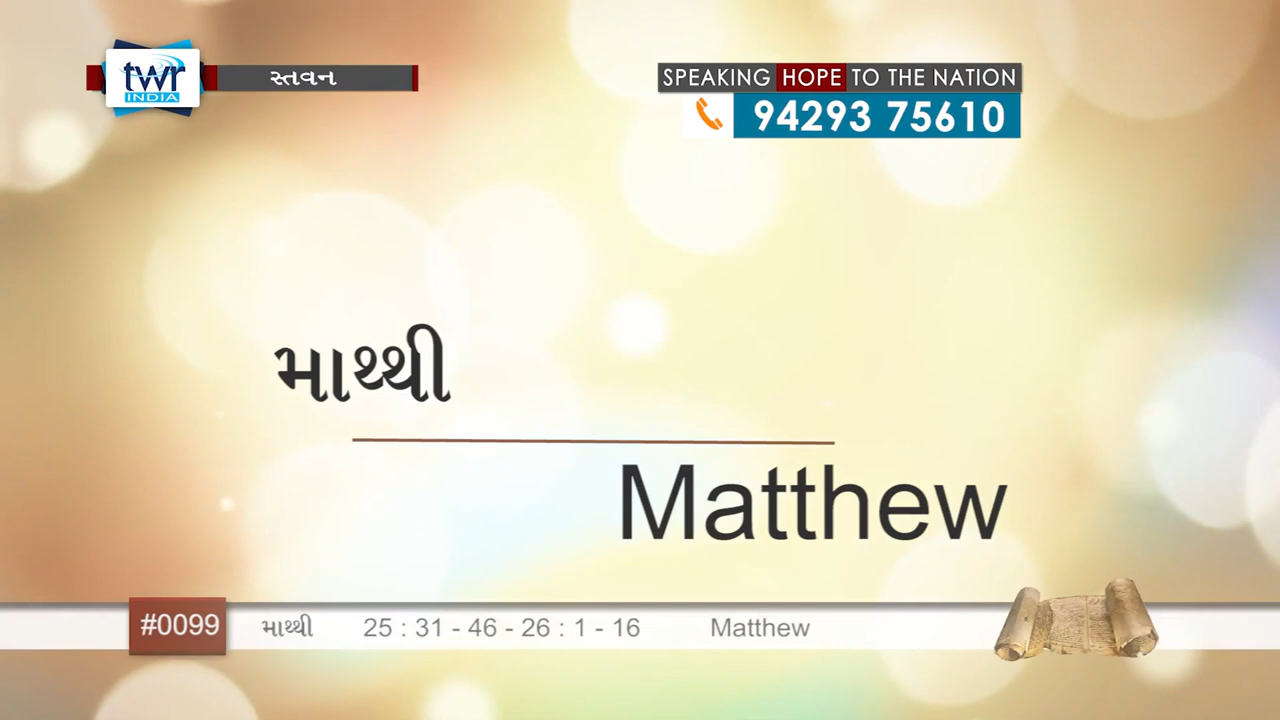 twr
INDIA
સ્તવન
SPEAKING HOPE TO THE NATION
94293 75610
માથ્થી
Matthew
#0099 માથ્થી 25 : 31 - 46 - 26 : 1 - 16 Matthew